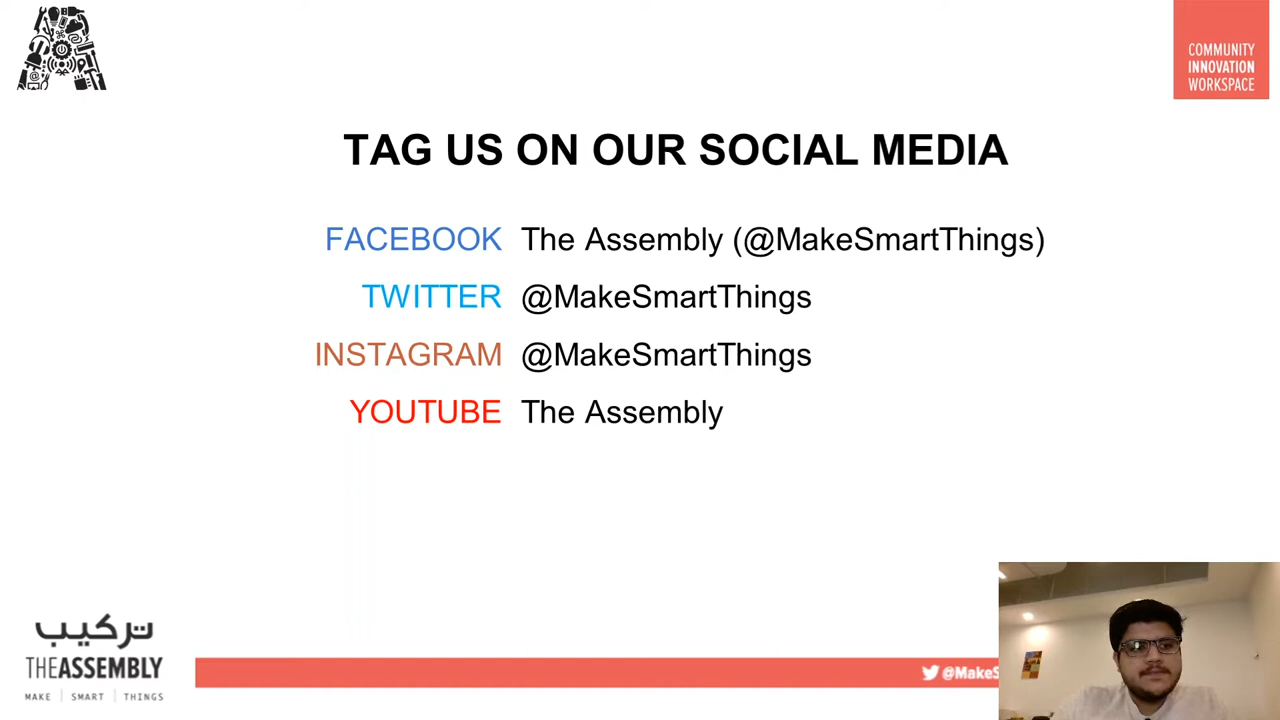 COMMUNITY
INNOVATION
WORKSPACE
TAG US ON OUR SOCIAL MEDIA
FACEBOOK The Assembly (@MakeSmartThings)
TWITTER @MakeSmartThings
INSTAGRAM @MakeSmartThings
YOUTUBE The Assembly
تركيب
THEASSEMBLY
MAKE | SMART | THINGS
@MakeS